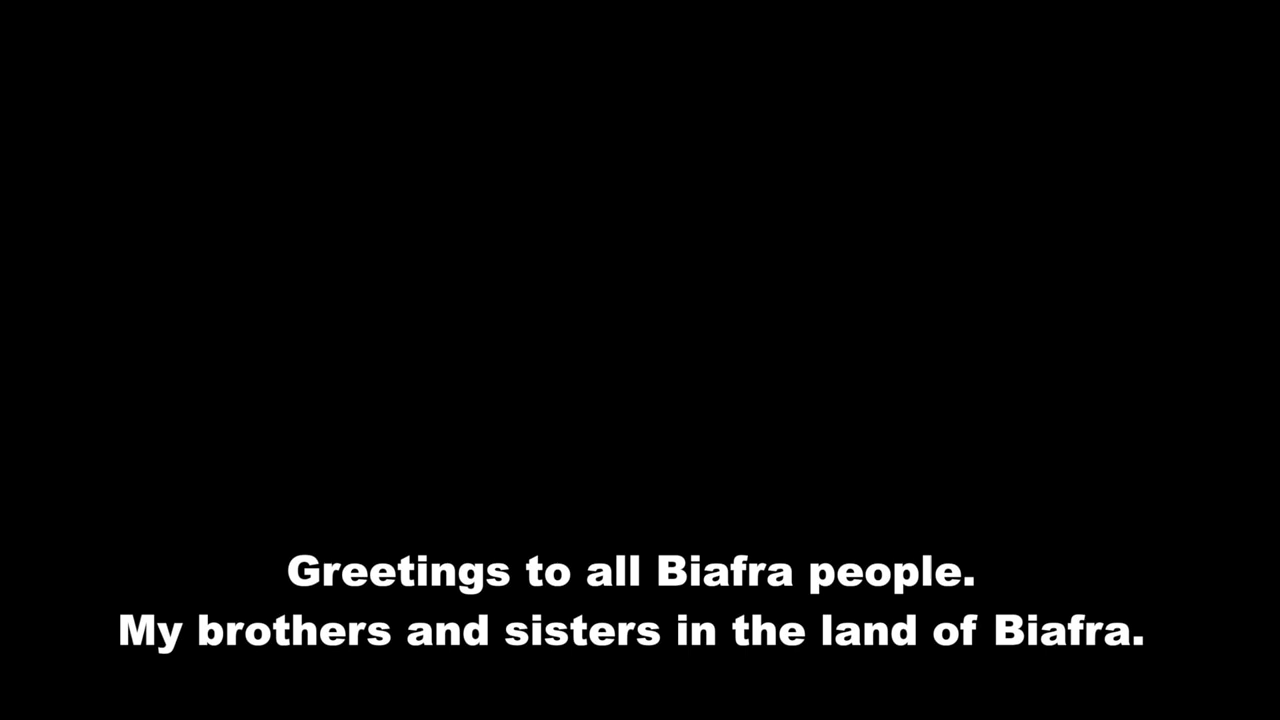 Greetings to all Biafra people.
My brothers and sisters in the land of Biafra.